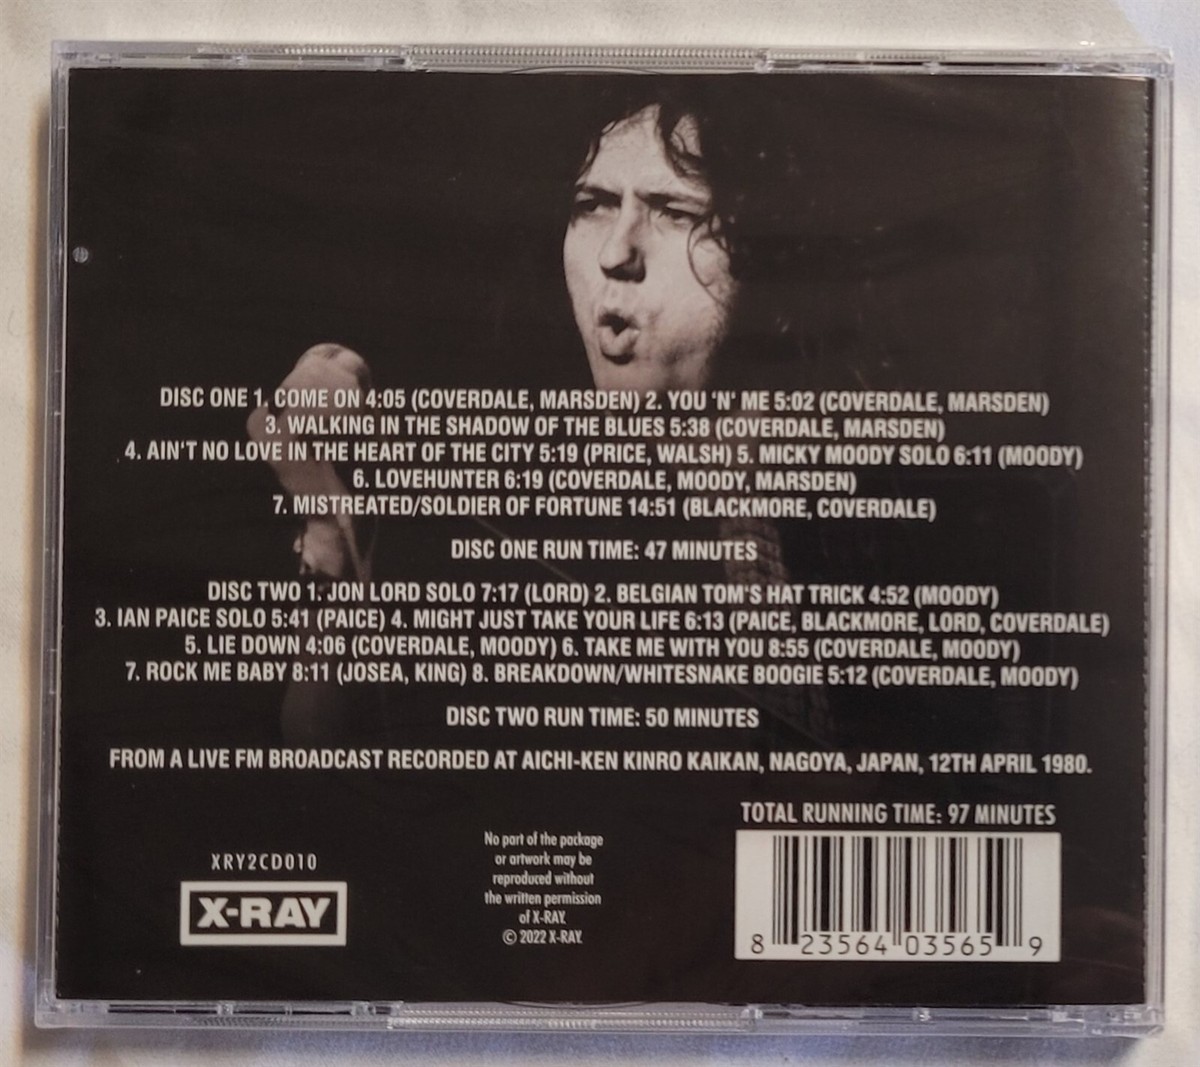 DISC ONE 1. COME ON 4:05 (COVERDALE, MARSDEN) 2. YOU 'N' ME 5:02 (COVERDALE, MARSDEN)
3. WALKING IN THE SHADOW OF THE BLUES 5:38 (COVERDALE, MARSDEN)
4. AIN'T NO LOVE IN THE HEART OF THE CITY 5:19 (PRICE, WALSH) 5. MICKY MOODY SOLO 6:11 (MOODY)
6. LOVEHUNTER 6:19 (COVERDALE, MOODY, MARSDEN)
7. MISTREATED/SOLDIER OF FORTUNE 14:51 (BLACKMORE, COVERDALE)
DISC ONE RUN TIME: 47 MINUTES
DISC TWO 1. JON LORD SOLO 7:17 (LORD) 2. BELGIAN TOM'S HAT TRICK 4:52 (MOODY)
3. IAN PAICE SOLO 5:41 (PAICE) 4. MIGHT JUST TAKE YOUR LIFE 6:13 (PAICE, BLACKMORE, LORD, COVERDALE)
5. LIE DOWN 4:06 (COVERDALE, MOODY) 6. TAKE ME WITH YOU 8:55 (COVERDALE, MOODY)
7. ROCK ME BABY 8:11 (JOSEA, KING) 8. BREAKDOWN/WHITESNAKE BOOGIE 5:12 (COVERDALE, MOODY)
DISC TWO RUN TIME: 50 MINUTES
FROM A LIVE FM BROADCAST RECORDED AT AICHI-KEN KINRO KAIKAN, NAGOYA, JAPAN, 12TH APRIL 1980.
TOTAL RUNNING TIME: 97 MINUTES
XRY2CD010
X-RAY
No part of the package
or artwork may be
reproduced without
the written permission
of X-RAY.
© 2022 X-RAY.
8 23564 03565 9